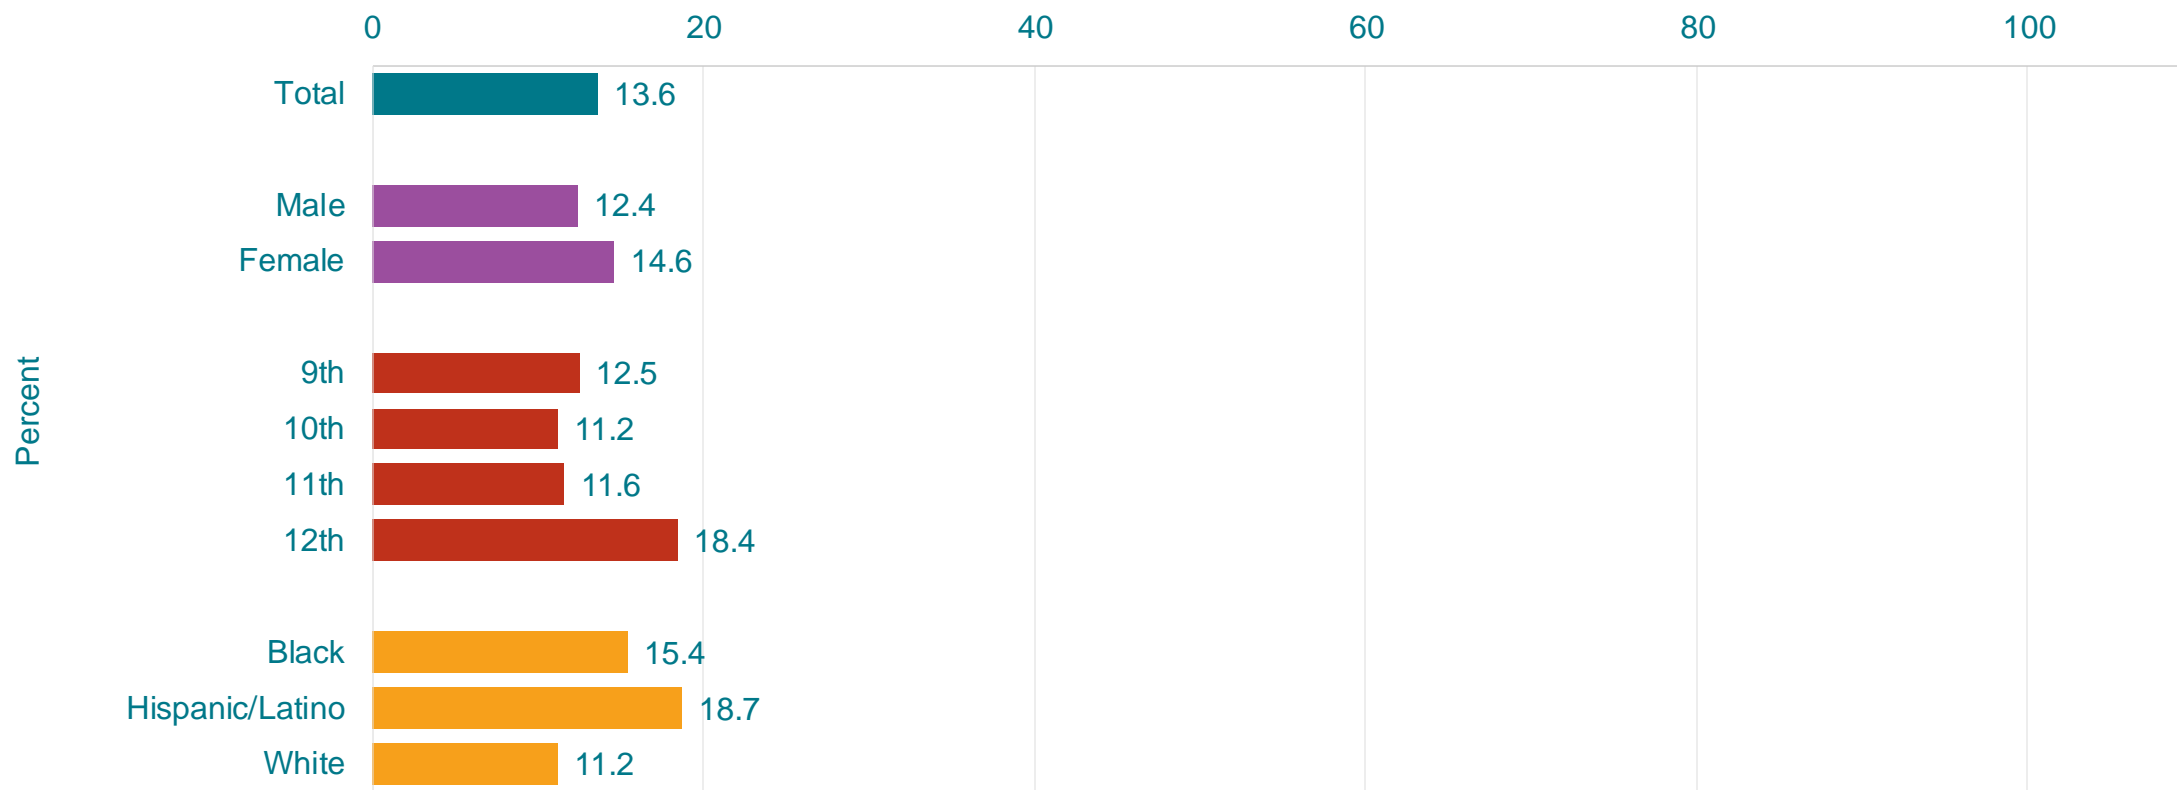 0 20 40 60 80 100
Percent
Total 13.6
Male 12.4
Female 14.6
9th 12.5
10th 11.2
11th 11.6
12th 18.4
Black 15.4
Hispanic/Latino 18.7
White 11.2